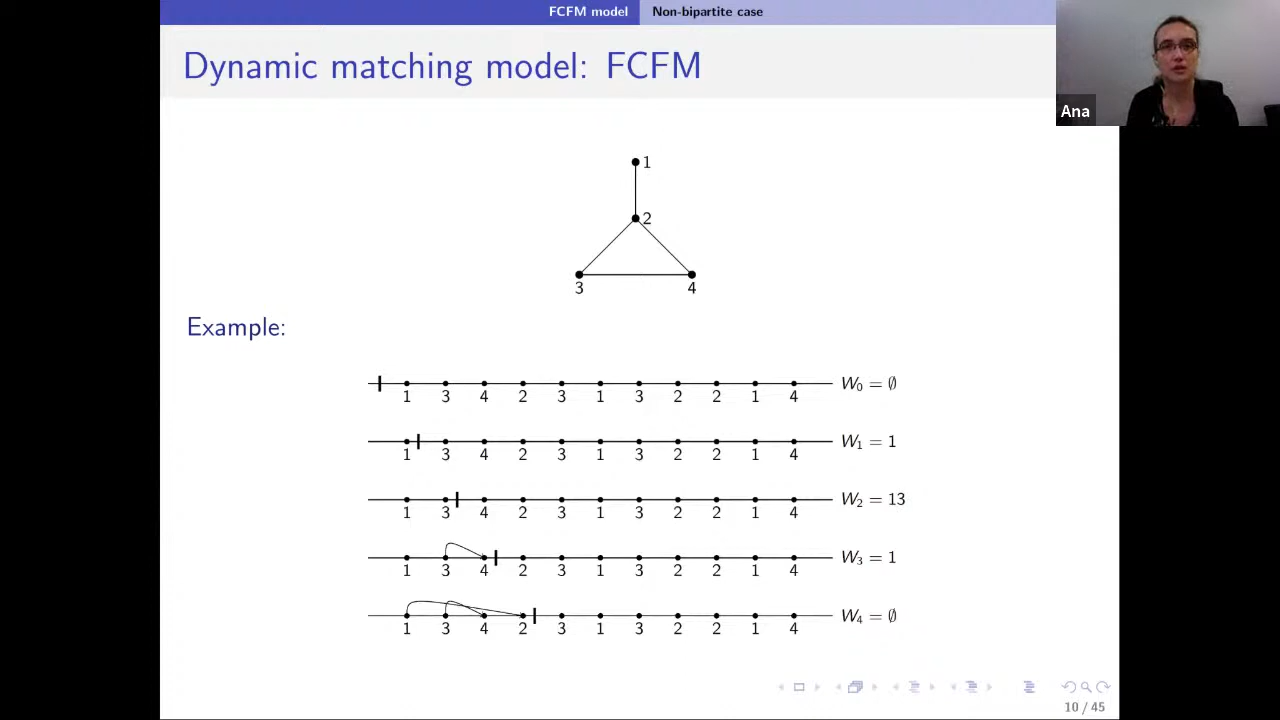 FCFM model Non-bipartite case
Dynamic matching model: FCFM
Ana
1
2
3 4
Example:
1 3 4 2 3 1 3 2 2 1 4 W₀ = ∅
1 3 4 2 3 1 3 2 2 1 4 W₁ = 1
1 3 4 2 3 1 3 2 2 1 4 W₂ = 13
1 3 4 2 3 1 3 2 2 1 4 W₃ = 1
1 3 4 2 3 1 3 2 2 1 4 W₄ = ∅
10 / 45